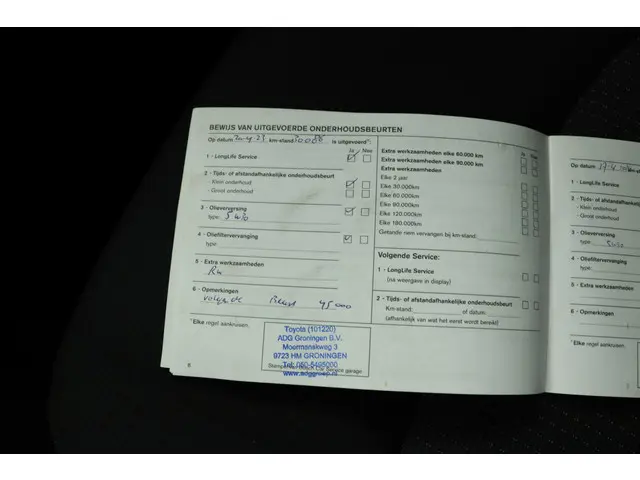 BEWIJS VAN UITGEVOERDE ONDERHOUDSBEURTEN
Op datum km-stand is uitgevoerd*:
Ja Nee
1 - LongLife Service
2 - Tijds- of afstandafhankelijke onderhoudsbeurt
- Klein onderhoud
- Groot onderhoud
3 - Olieverversing
type:
4 - Oliefiltervervanging
type:
5 - Extra werkzaamheden
6 - Opmerkingen
volgende Beurt 45000
*Elke regel aankruisen.
Toyota (101220)
ADG Groningen B.V.
Moermanskweg 3
9723 HM GRONINGEN
Tel: 050-5495000
www.adggroep.nl
Extra werkzaamheden elke 60.000 km
Extra werkzaamheden elke 90.000 km
Extra werkzaamheden
Elke 2 jaar
Elke 30.000km
Elke 60.000km
Elke 90.000km
Elke 120.000km
Elke 180.000km
Getande riem vervangen bij km-stand:
Volgende Service:
1 - LongLife Service
(na weergave in display)
2 - Tijds- of afstandafhankelijke onderhoudsbeurt
Km-stand: of datum:
(afhankelijk van wat het eerst wordt bereikt)
Op datum
1 - LongLife Service
2 - Tijds- of afstandafhankelijke
- Klein onderhoud
- Groot onderhoud
3 - Olieverversing
type:
4 - Oliefiltervervanging
type:
5 - Extra werkzaamheden
6 - Opmerkingen
*Elke regel aankruisen.